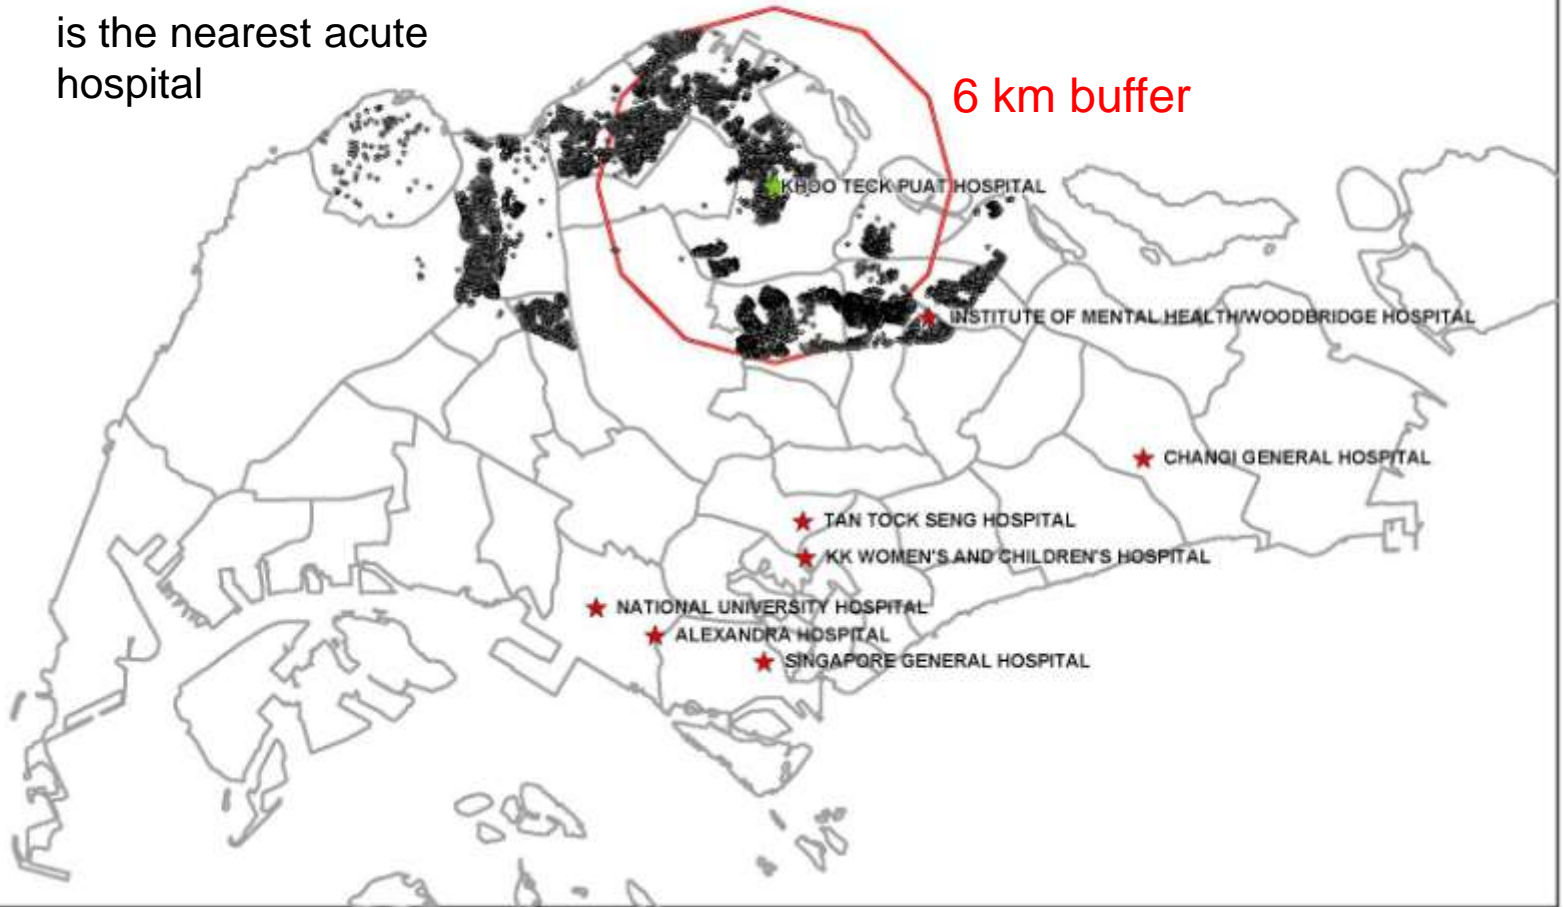 is the nearest acute
hospital
6 km buffer
KHOO TECK PUAT HOSPITAL
INSTITUTE OF MENTAL HEALTH/WOODBRIDGE HOSPITAL
CHANGI GENERAL HOSPITAL
TAN TOCK SENG HOSPITAL
KK WOMEN'S AND CHILDREN'S HOSPITAL
NATIONAL UNIVERSITY HOSPITAL
ALEXANDRA HOSPITAL
SINGAPORE GENERAL HOSPITAL